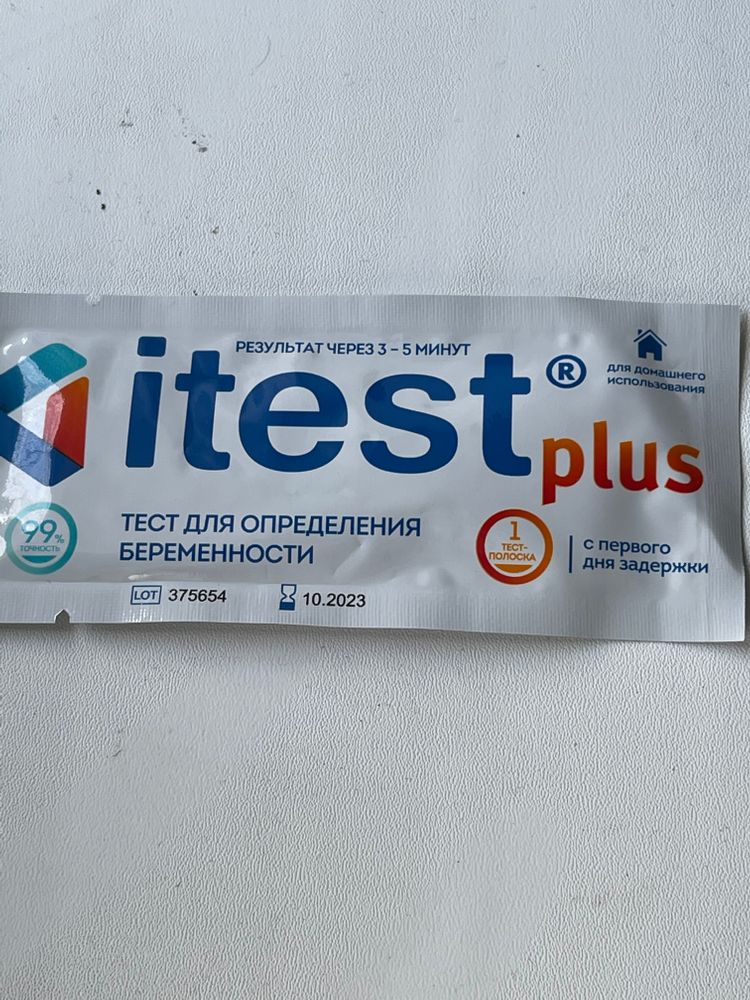 РЕЗУЛЬТАТ ЧЕРЕЗ 3 – 5 МИНУТ
itest® plus
для домашнего
использования
99%
ТОЧНОСТЬ
ТЕСТ ДЛЯ ОПРЕДЕЛЕНИЯ
БЕРЕМЕННОСТИ
1
ТЕСТ-
ПОЛОСКА
с первого
дня задержки
LOT 375654
10.2023